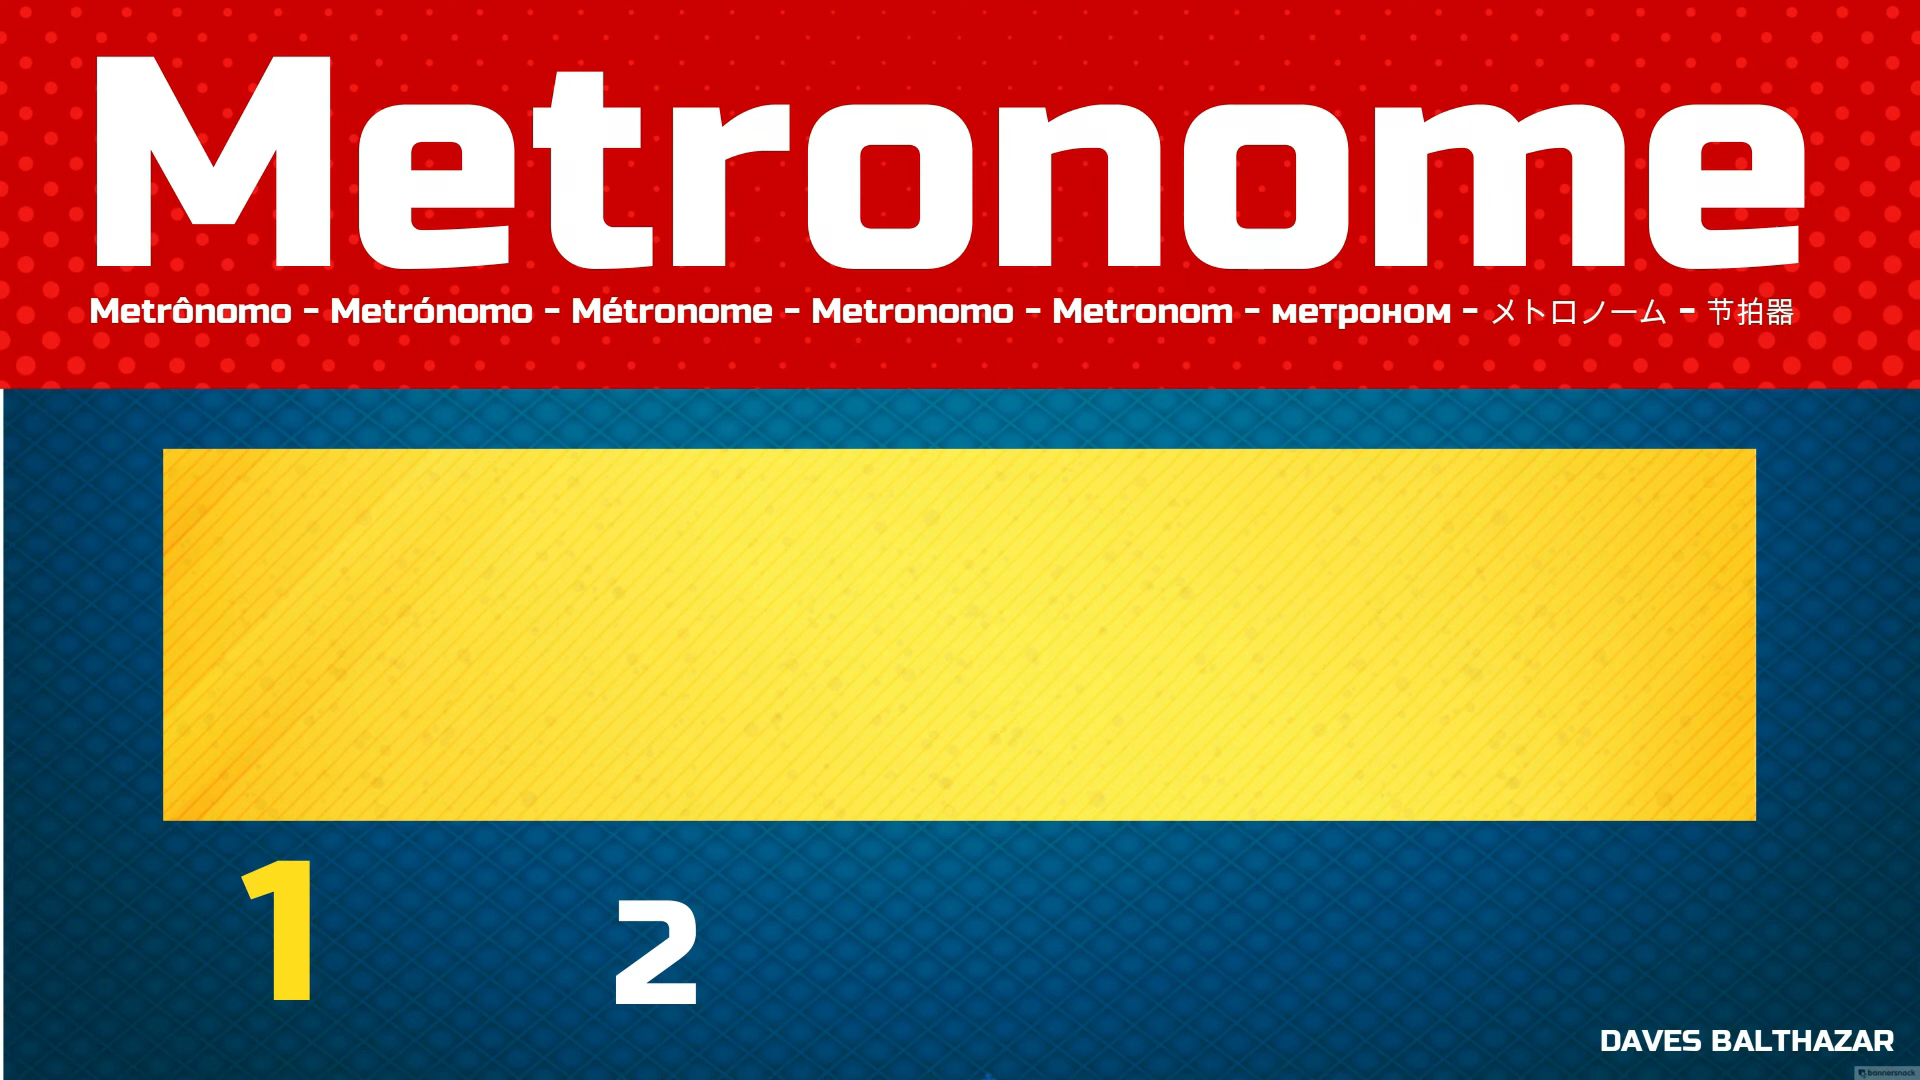 Metronome
Metrônomo - Metrónomo - Métronome - Metronomo - Metronom - метроном - メトロノーム - 节拍器
1
2
DAVES BALTHAZAR
bannersnack